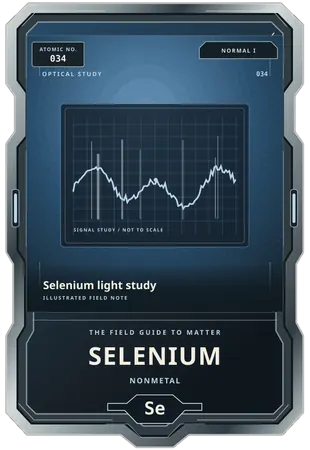 ATOMIC NO.
034
NORMAL I
OPTICAL STUDY
034
SIGNAL STUDY / NOT TO SCALE
Selenium light study
ILLUSTRATED FIELD NOTE
THE FIELD GUIDE TO MATTER
SELENIUM
NONMETAL
Se